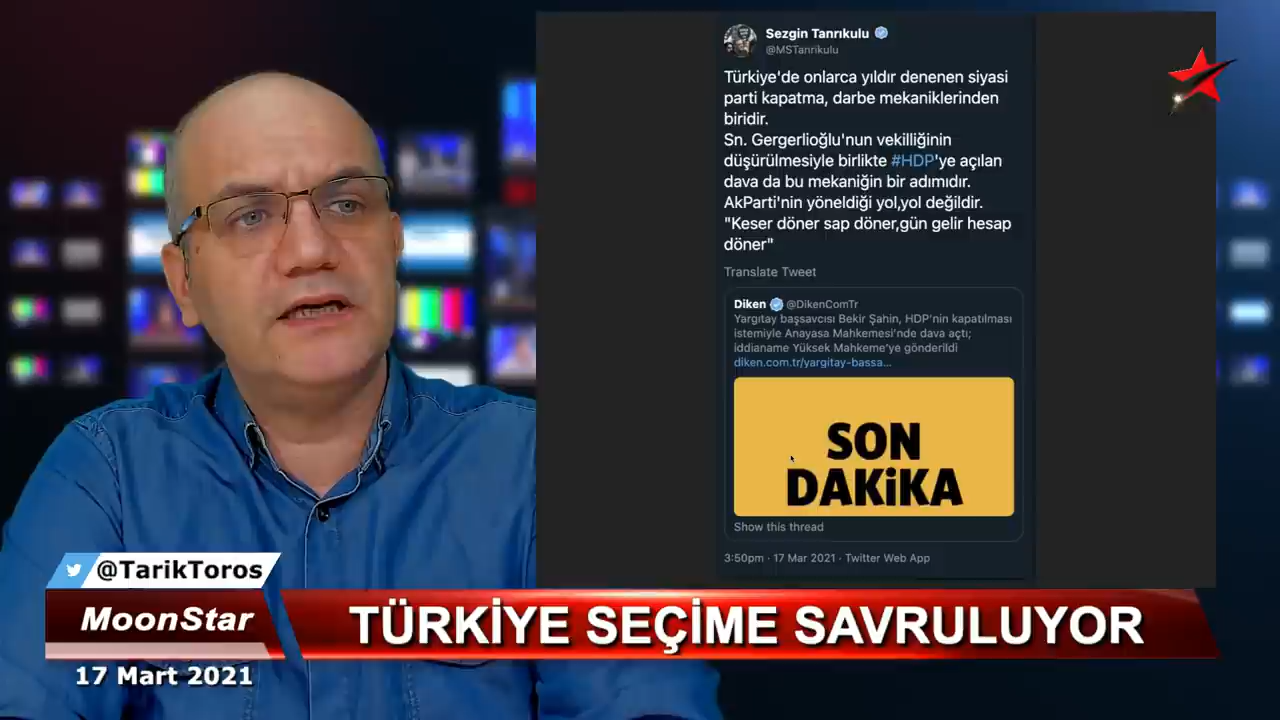 Sezgin Tanrıkulu
@MSTanrikulu
Türkiye'de onlarca yıldır denenen siyasi
parti kapatma, darbe mekaniklerinden
biridir.
Sn. Gergerlioğlu'nun vekilliğinin
düşürülmesiyle birlikte #HDP'ye açılan
dava da bu mekaniğin bir adımıdır.
AkParti'nin yöneldiği yol,yol değildir.
"Keser döner sap döner,gün gelir hesap
döner"
Translate Tweet
Diken @DikenComTr
Yargıtay başsavcısı Bekir Şahin, HDP'nin kapatılması
istemiyle Anayasa Mahkemesi'nde dava açtı;
iddianame Yüksek Mahkeme'ye gönderildi
diken.com.tr/yargitay-bassa...
SON
DAKiKA
Show this thread
3:50pm · 17 Mar 2021 · Twitter Web App
@TarikToros
MoonStar
TÜRKİYE SEÇİME SAVRULUYOR
17 Mart 2021